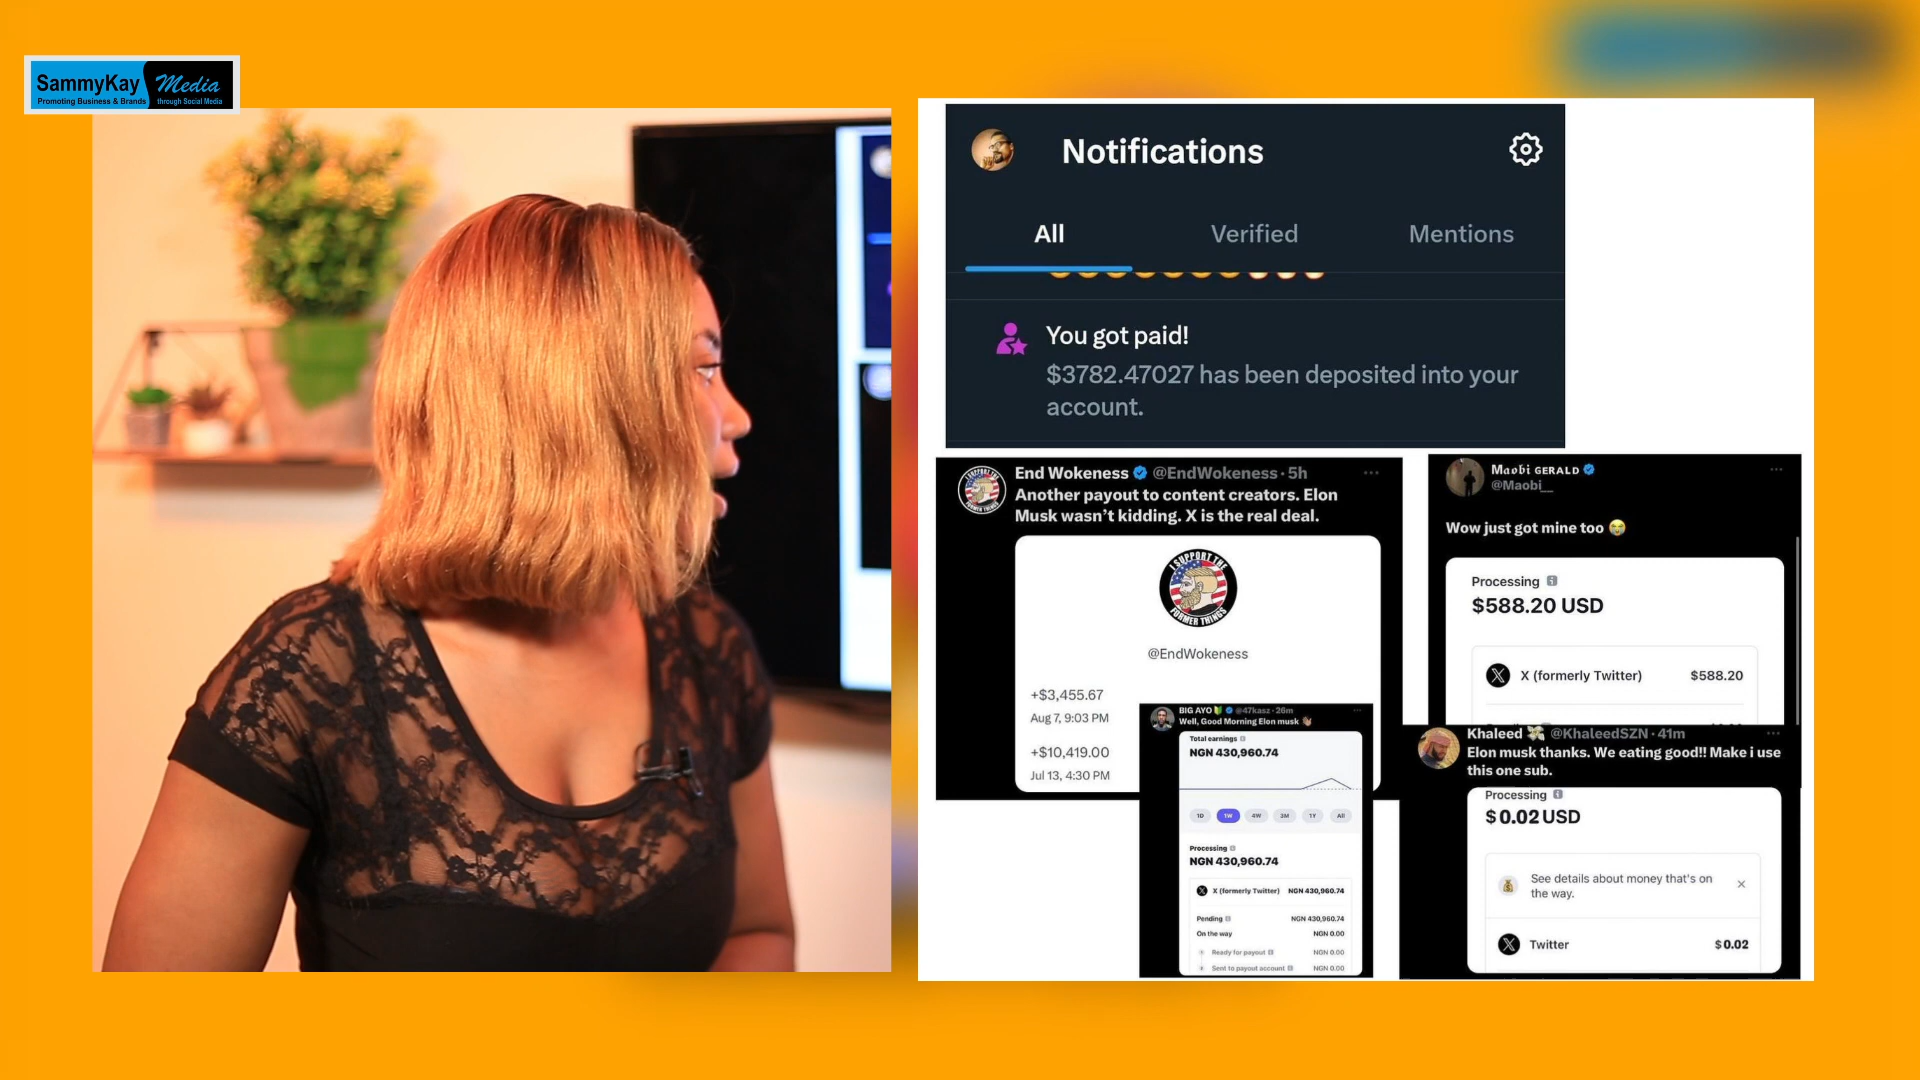 SammyKay Media
Promoting Business & Brands through Social Media
Notifications
All Verified Mentions
You got paid!
$3782.47027 has been deposited into your
account.
End Wokeness @EndWokeness · 5h
Another payout to content creators. Elon
Musk wasn't kidding. X is the real deal.
I SUPPORT THE
FORMER THINGS
@EndWokeness
+$3,455.67
Aug 7, 9:03 PM
+$10,419.00
Jul 13, 4:30 PM
Maobi GERALD
@Maobi__
Wow just got mine too 😭
Processing
$588.20 USD
X (formerly Twitter) $588.20
BIG AYO @47kasz · 26m
Well, Good Morning Elon musk 👋🏽
Total earnings
NGN 430,960.74
1D 1W 4W 3M 1Y All
Processing
NGN 430,960.74
X (formerly Twitter) NGN 430,960.74
Pending NGN 430,960.74
On the way NGN 0.00
Ready for payout NGN 0.00
Sent to payout account NGN 0.00
Khaleed 💸 @KhaleedSZN · 41m
Elon musk thanks. We eating good!! Make i use
this one sub.
Processing
$0.02 USD
See details about money that's on
the way.
Twitter $0.02